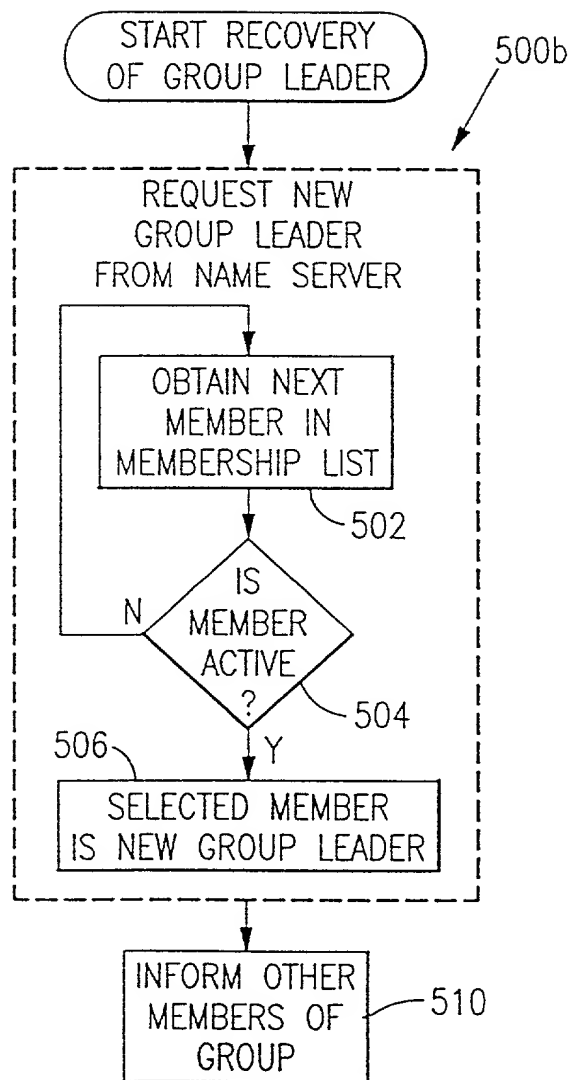 START RECOVERY
OF GROUP LEADER
500b
REQUEST NEW
GROUP LEADER
FROM NAME SERVER
OBTAIN NEXT
MEMBER IN
MEMBERSHIP LIST
502
IS
MEMBER
ACTIVE
?
N
504
Y
506
SELECTED MEMBER
IS NEW GROUP LEADER
INFORM OTHER
MEMBERS OF
GROUP
510